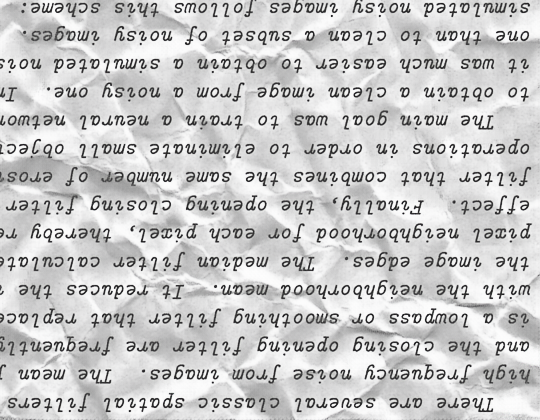 There are several classic spatial filters
high frequency noise from images. The mean
and the closing opening filter are frequently
is a lowpass or smoothing filter that replace
with the neighborhood mean. It reduces the
the image edges. The median filter calculate
pixel neighborhood for each pixel, thereby re
effect. Finally, the opening closing filter
filter that combines the same number of erosi
operations in order to eliminate small object
The main goal was to train a neural networ
to obtain a clean image from a noisy one. In
it was much easier to obtain a simulated nois
one than to clean a subset of noisy images.
simulated noisy images follows this scheme: